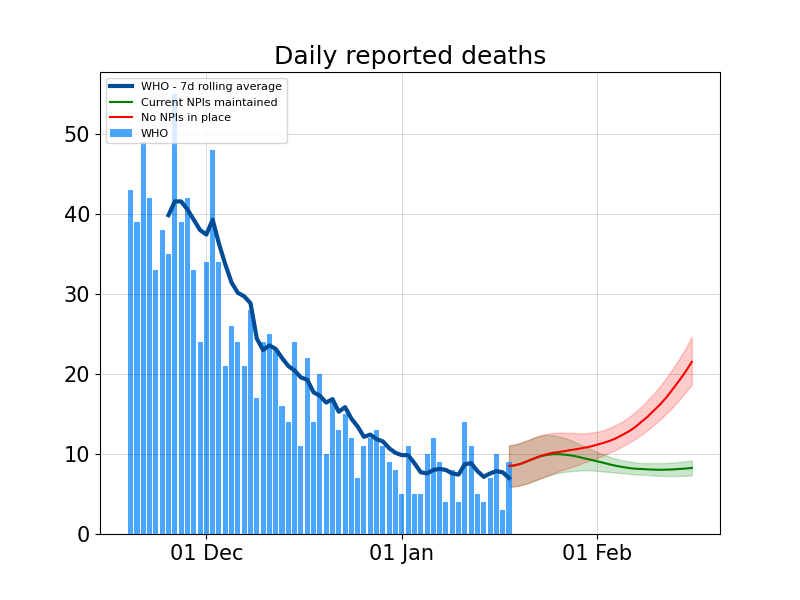 Daily reported deaths
WHO - 7d rolling average
Current NPIs maintained
No NPIs in place
WHO
50
40
30
20
10
0
01 Dec
01 Jan
01 Feb